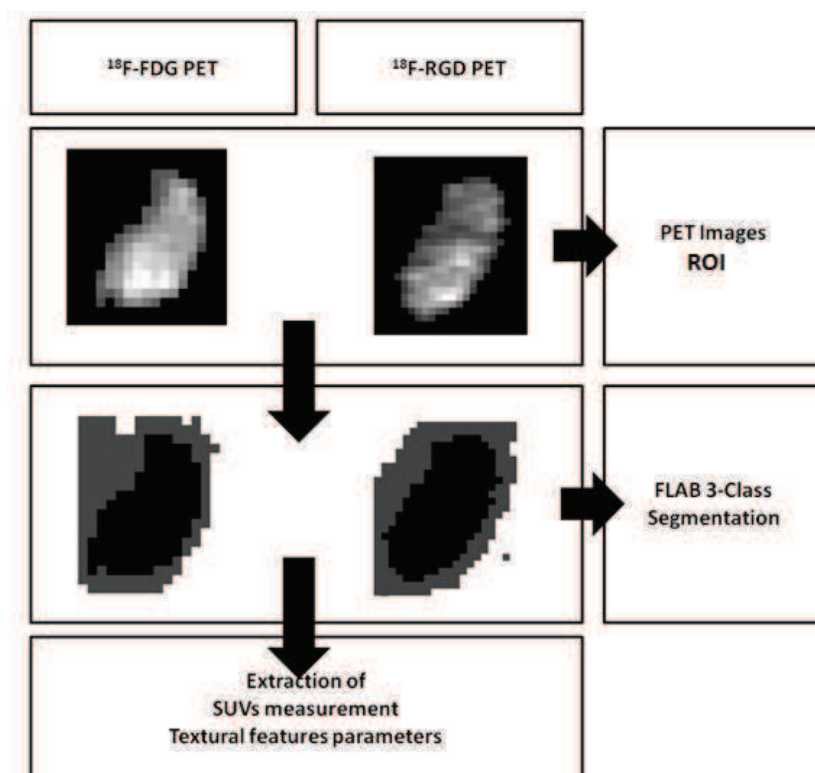 ¹⁸F-FDG PET
¹⁸F-RGD PET
PET Images
ROI
FLAB 3-Class
Segmentation
Extraction of
SUVs measurement
Textural features parameters